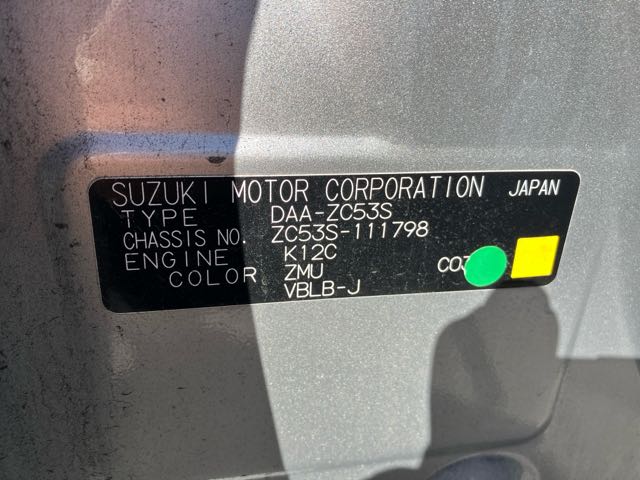 SUZUKI MOTOR CORPORATION JAPAN
TYPE DAA-ZC53S
CHASSIS NO. ZC53S-111798
ENGINE K12C
COLOR ZMU
VBLB-J